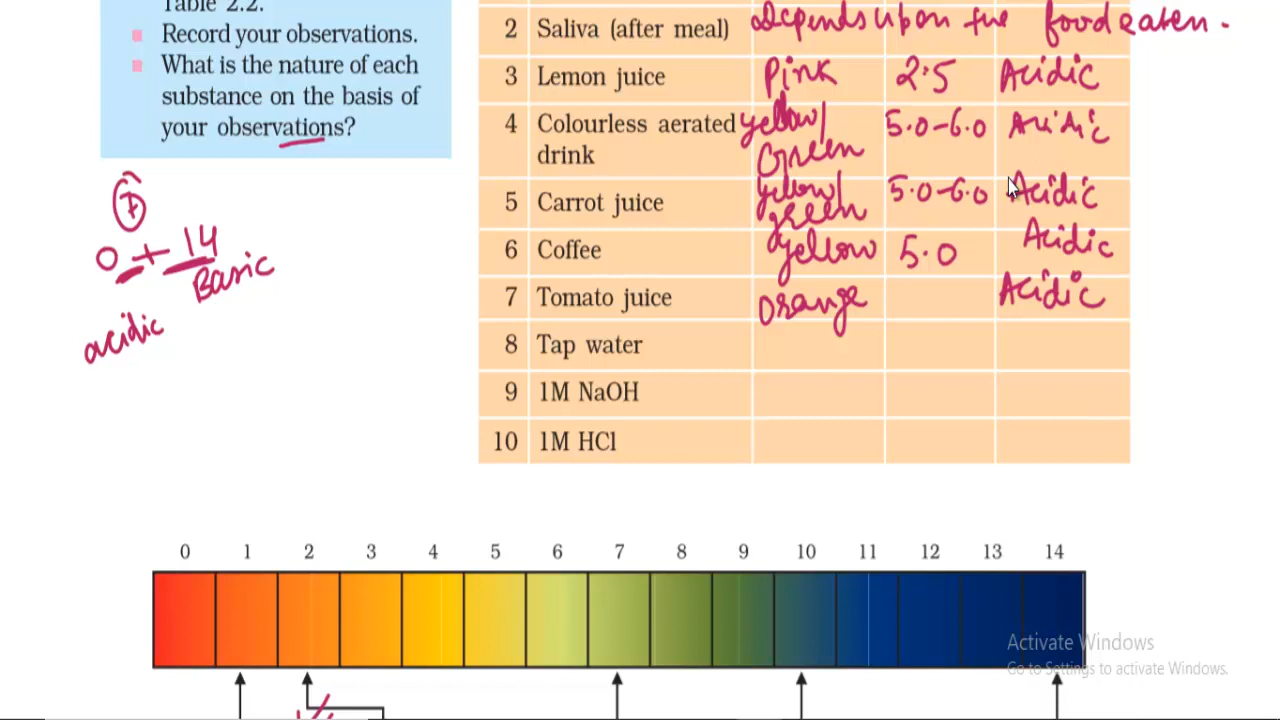 Table 2.2.
Record your observations.
What is the nature of each
substance on the basis of
your observations?
7
0 + 14
Basic
acidic
2 Saliva (after meal) Depends upon the food eaten.
3 Lemon juice Pink 2.5 Acidic
4 Colourless aerated drink yellow/ Green 5.0-6.0 Acidic
5 Carrot juice yellow/ green 5.0-6.0 Acidic
6 Coffee yellow 5.0 Acidic
7 Tomato juice orange Acidic
8 Tap water
9 1M NaOH
10 1M HCl
0 1 2 3 4 5 6 7 8 9 10 11 12 13 14
Activate Windows
Go to Settings to activate Windows.